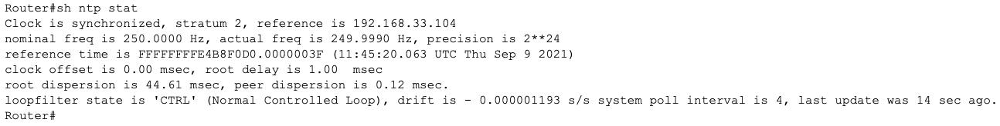 Router#sh ntp stat
Clock is synchronized, stratum 2, reference is 192.168.33.104
nominal freq is 250.0000 Hz, actual freq is 249.9990 Hz, precision is 2**24
reference time is FFFFFFFFE4B8F0D0.0000003F (11:45:20.063 UTC Thu Sep 9 2021)
clock offset is 0.00 msec, root delay is 1.00  msec
root dispersion is 44.61 msec, peer dispersion is 0.12 msec.
loopfilter state is 'CTRL' (Normal Controlled Loop), drift is - 0.000001193 s/s system poll interval is 4, last update was 14 sec ago.
Router#